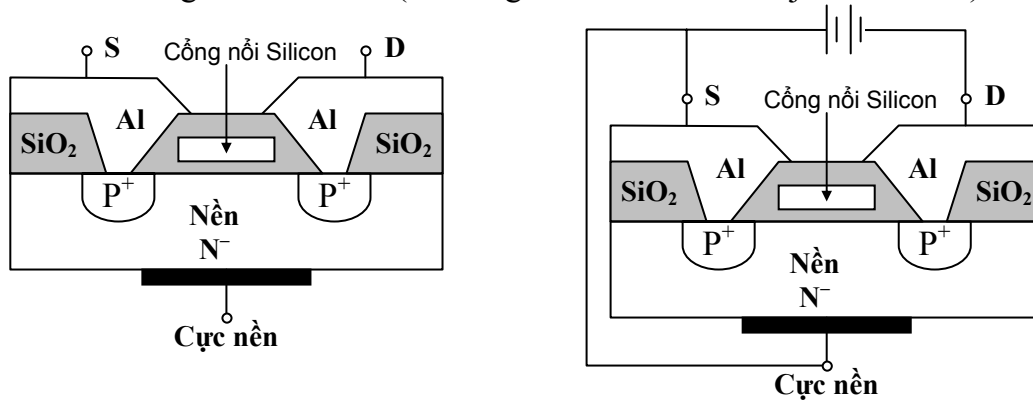 S
Cổng nổi Silicon
D
Al
Al
SiO₂
SiO₂
P⁺
P⁺
Nền
N⁻
Cực nền
S
Cổng nổi Silicon
D
Al
Al
SiO₂
SiO₂
P⁺
P⁺
Nền
N⁻
Cực nền